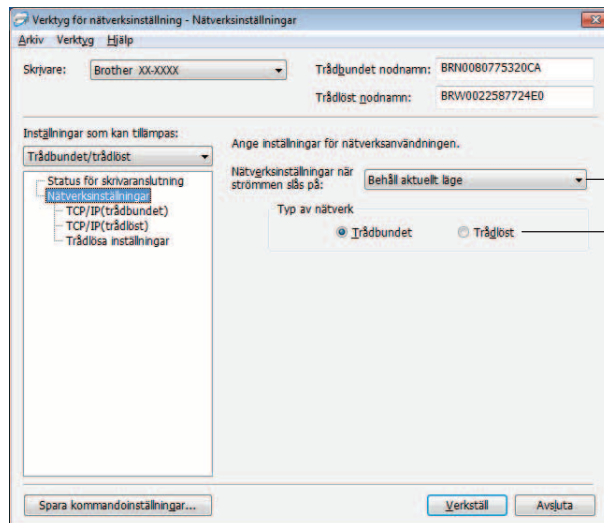 Verktyg för nätverksinställning - Nätverksinställningar
Arkiv Verktyg Hjälp
Skrivare: Brother XX-XXXX
Trådbundet nodnamn: BRN0080775320CA
Trådlöst nodnamn: BRW0022587724E0
Inställningar som kan tillämpas:
Trådbundet/trådlöst
Status för skrivaranslutning
Nätverksinställningar
TCP/IP(trådbundet)
TCP/IP(trådlöst)
Trådlösa inställningar
Ange inställningar för nätverksanvändningen.
Nätverksinställningar när
strömmen slås på:
Behåll aktuellt läge
Typ av nätverk
Trådbundet Trådlöst
Spara kommandoinställningar... Verkställ Avsluta